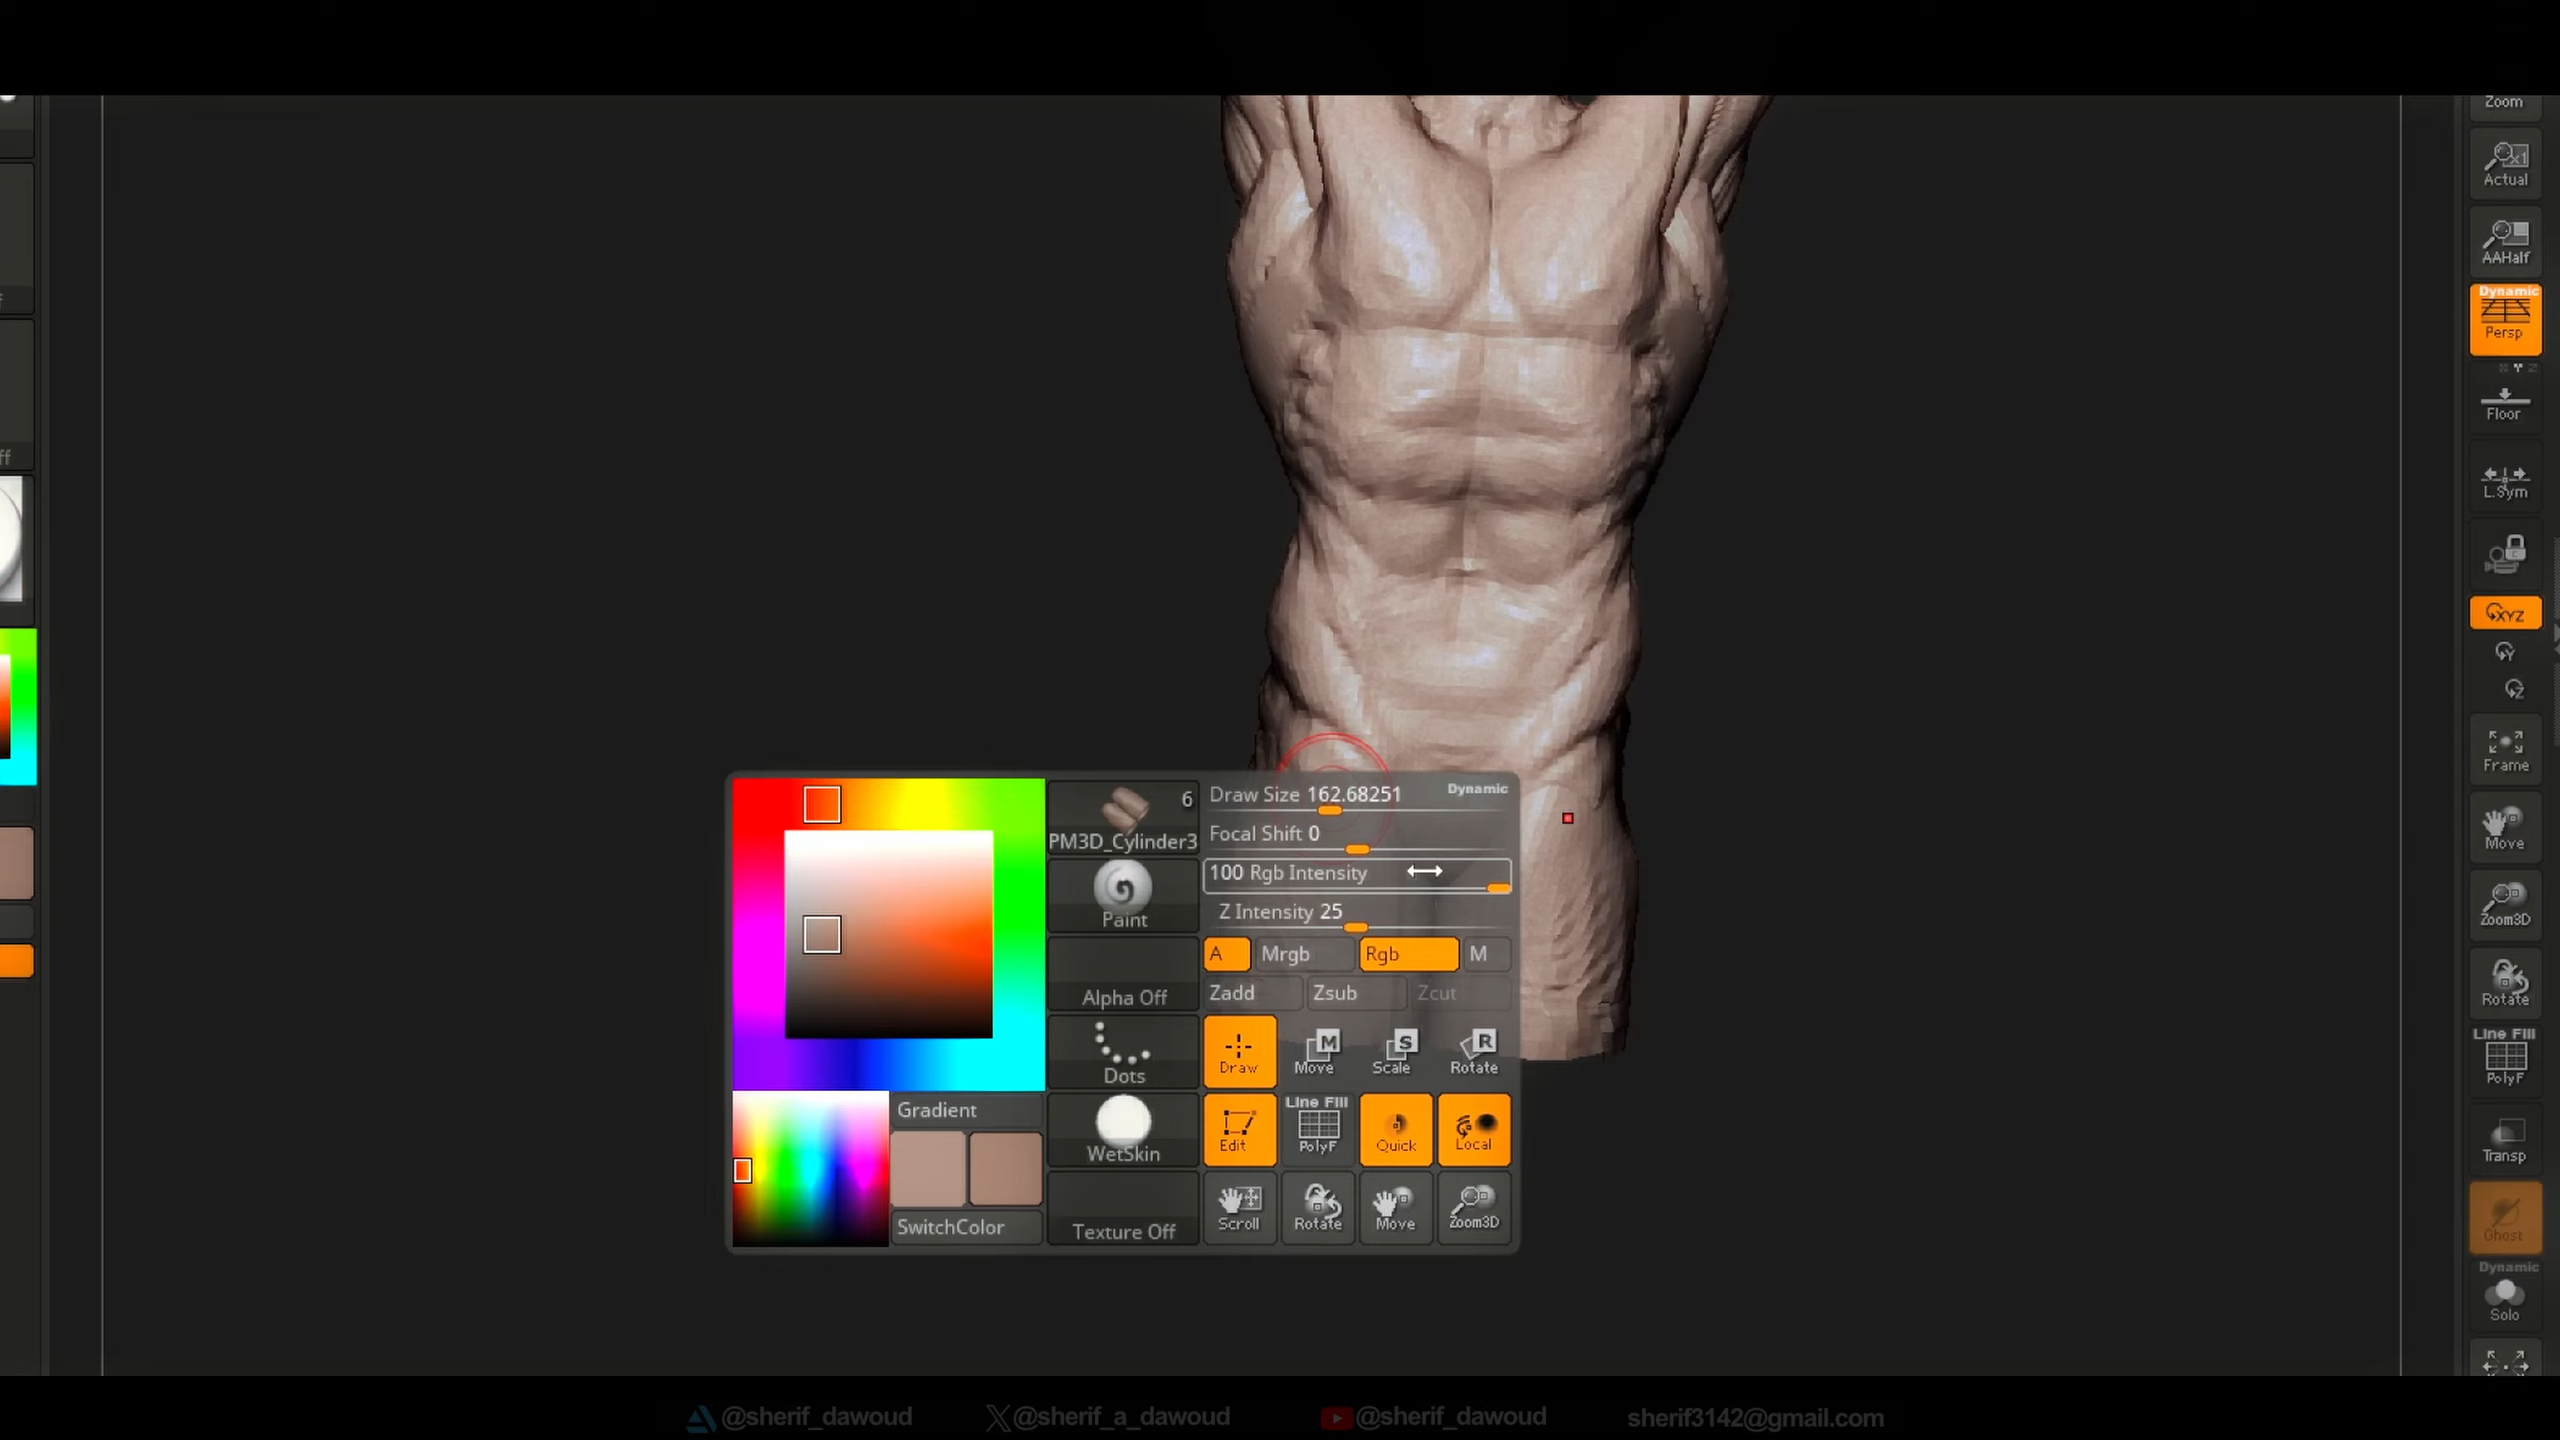 Zoom
Actual
AAHalf
Dynamic
Persp
Floor
L.Sym
XYZ
Y
Z
Frame
Move
Zoom3D
Rotate
Line Fill
PolyF
Transp
Ghost
Dynamic
Solo
ff
6
PM3D_Cylinder3
Paint
Alpha Off
Dots
WetSkin
Texture Off
Gradient
SwitchColor
Draw Size 162.68251
Dynamic
Focal Shift 0
100 Rgb Intensity
Z Intensity 25
A Mrgb Rgb M
Zadd Zsub Zcut
Draw
M Move
S Scale
R Rotate
Edit
Line Fill
PolyF
Quick
Local
Scroll
Rotate
Move
Zoom3D
@sherif_dawoud
@sherif_a_dawoud
@sherif_dawoud
sherif3142@gmail.com